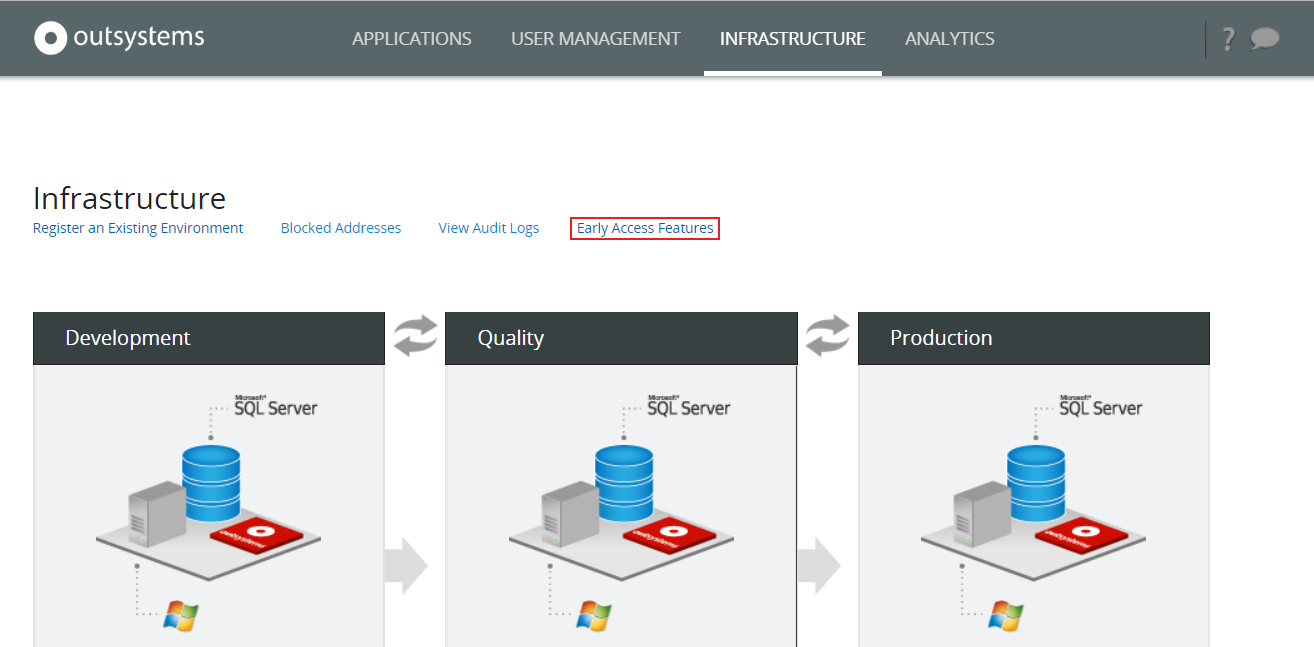 outsystems APPLICATIONS USER MANAGEMENT INFRASTRUCTURE ANALYTICS ?
Infrastructure
Register an Existing Environment Blocked Addresses View Audit Logs Early Access Features
Development Quality Production
Microsoft® Microsoft® Microsoft®
SQL Server SQL Server SQL Server
outsystems outsystems outsystems